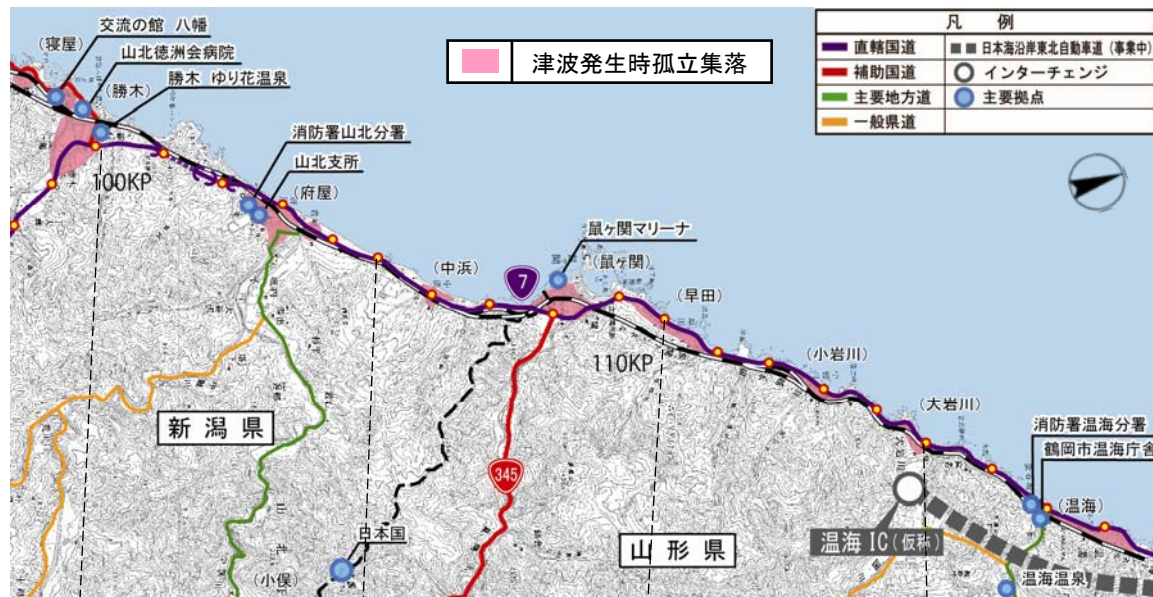 交流の館 八幡
(寝屋)
山北徳洲会病院
勝木 ゆり花温泉
(勝木)
津波発生時孤立集落
凡 例
直轄国道
日本海沿岸東北自動車道(事業中)
補助国道
インターチェンジ
主要地方道
主要拠点
一般県道
消防署山北分署
山北支所
100KP
(府屋)
鼠ヶ関マリーナ
(鼠ヶ関)
(中浜)
7
(早田)
110KP
(小岩川)
(大岩川)
消防署温海分署
鶴岡市温海庁舎
新潟県
345
(温海)
温海IC(仮称)
日本国
山形県
(小俣)
温海温泉